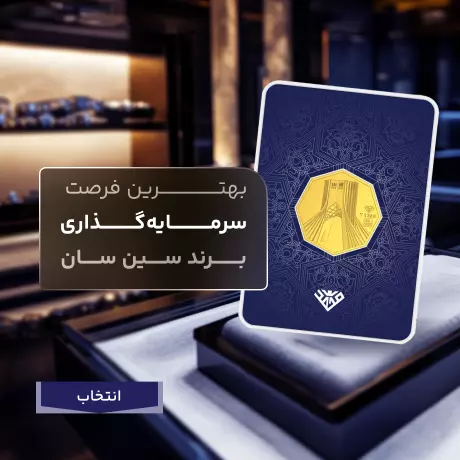 بهترین فرصت
سرمایه‌گذاری
برند سین سان
انتخاب